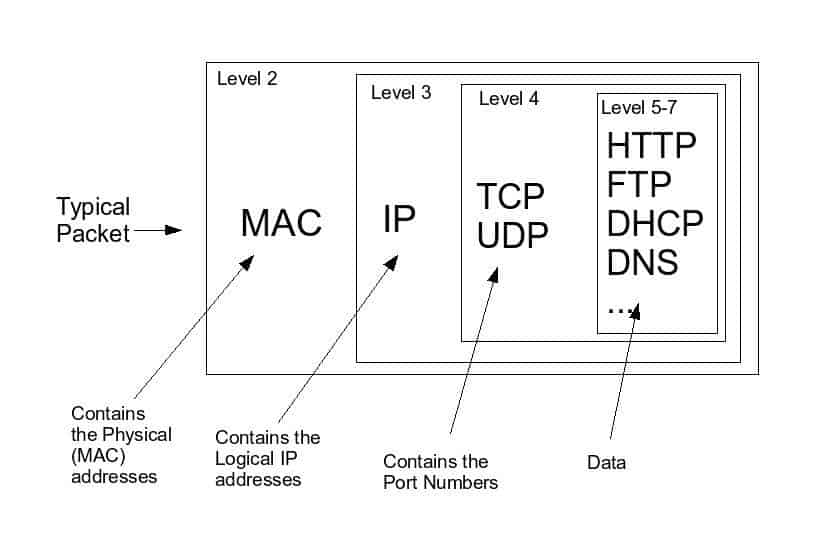 Level 2
Level 3
Level 4
Level 5-7
HTTP
FTP
DHCP
DNS
...
TCP
UDP
IP
MAC
Typical
Packet
Contains
the Physical
(MAC)
addresses
Contains the
Logical IP
addresses
Contains the
Port Numbers
Data